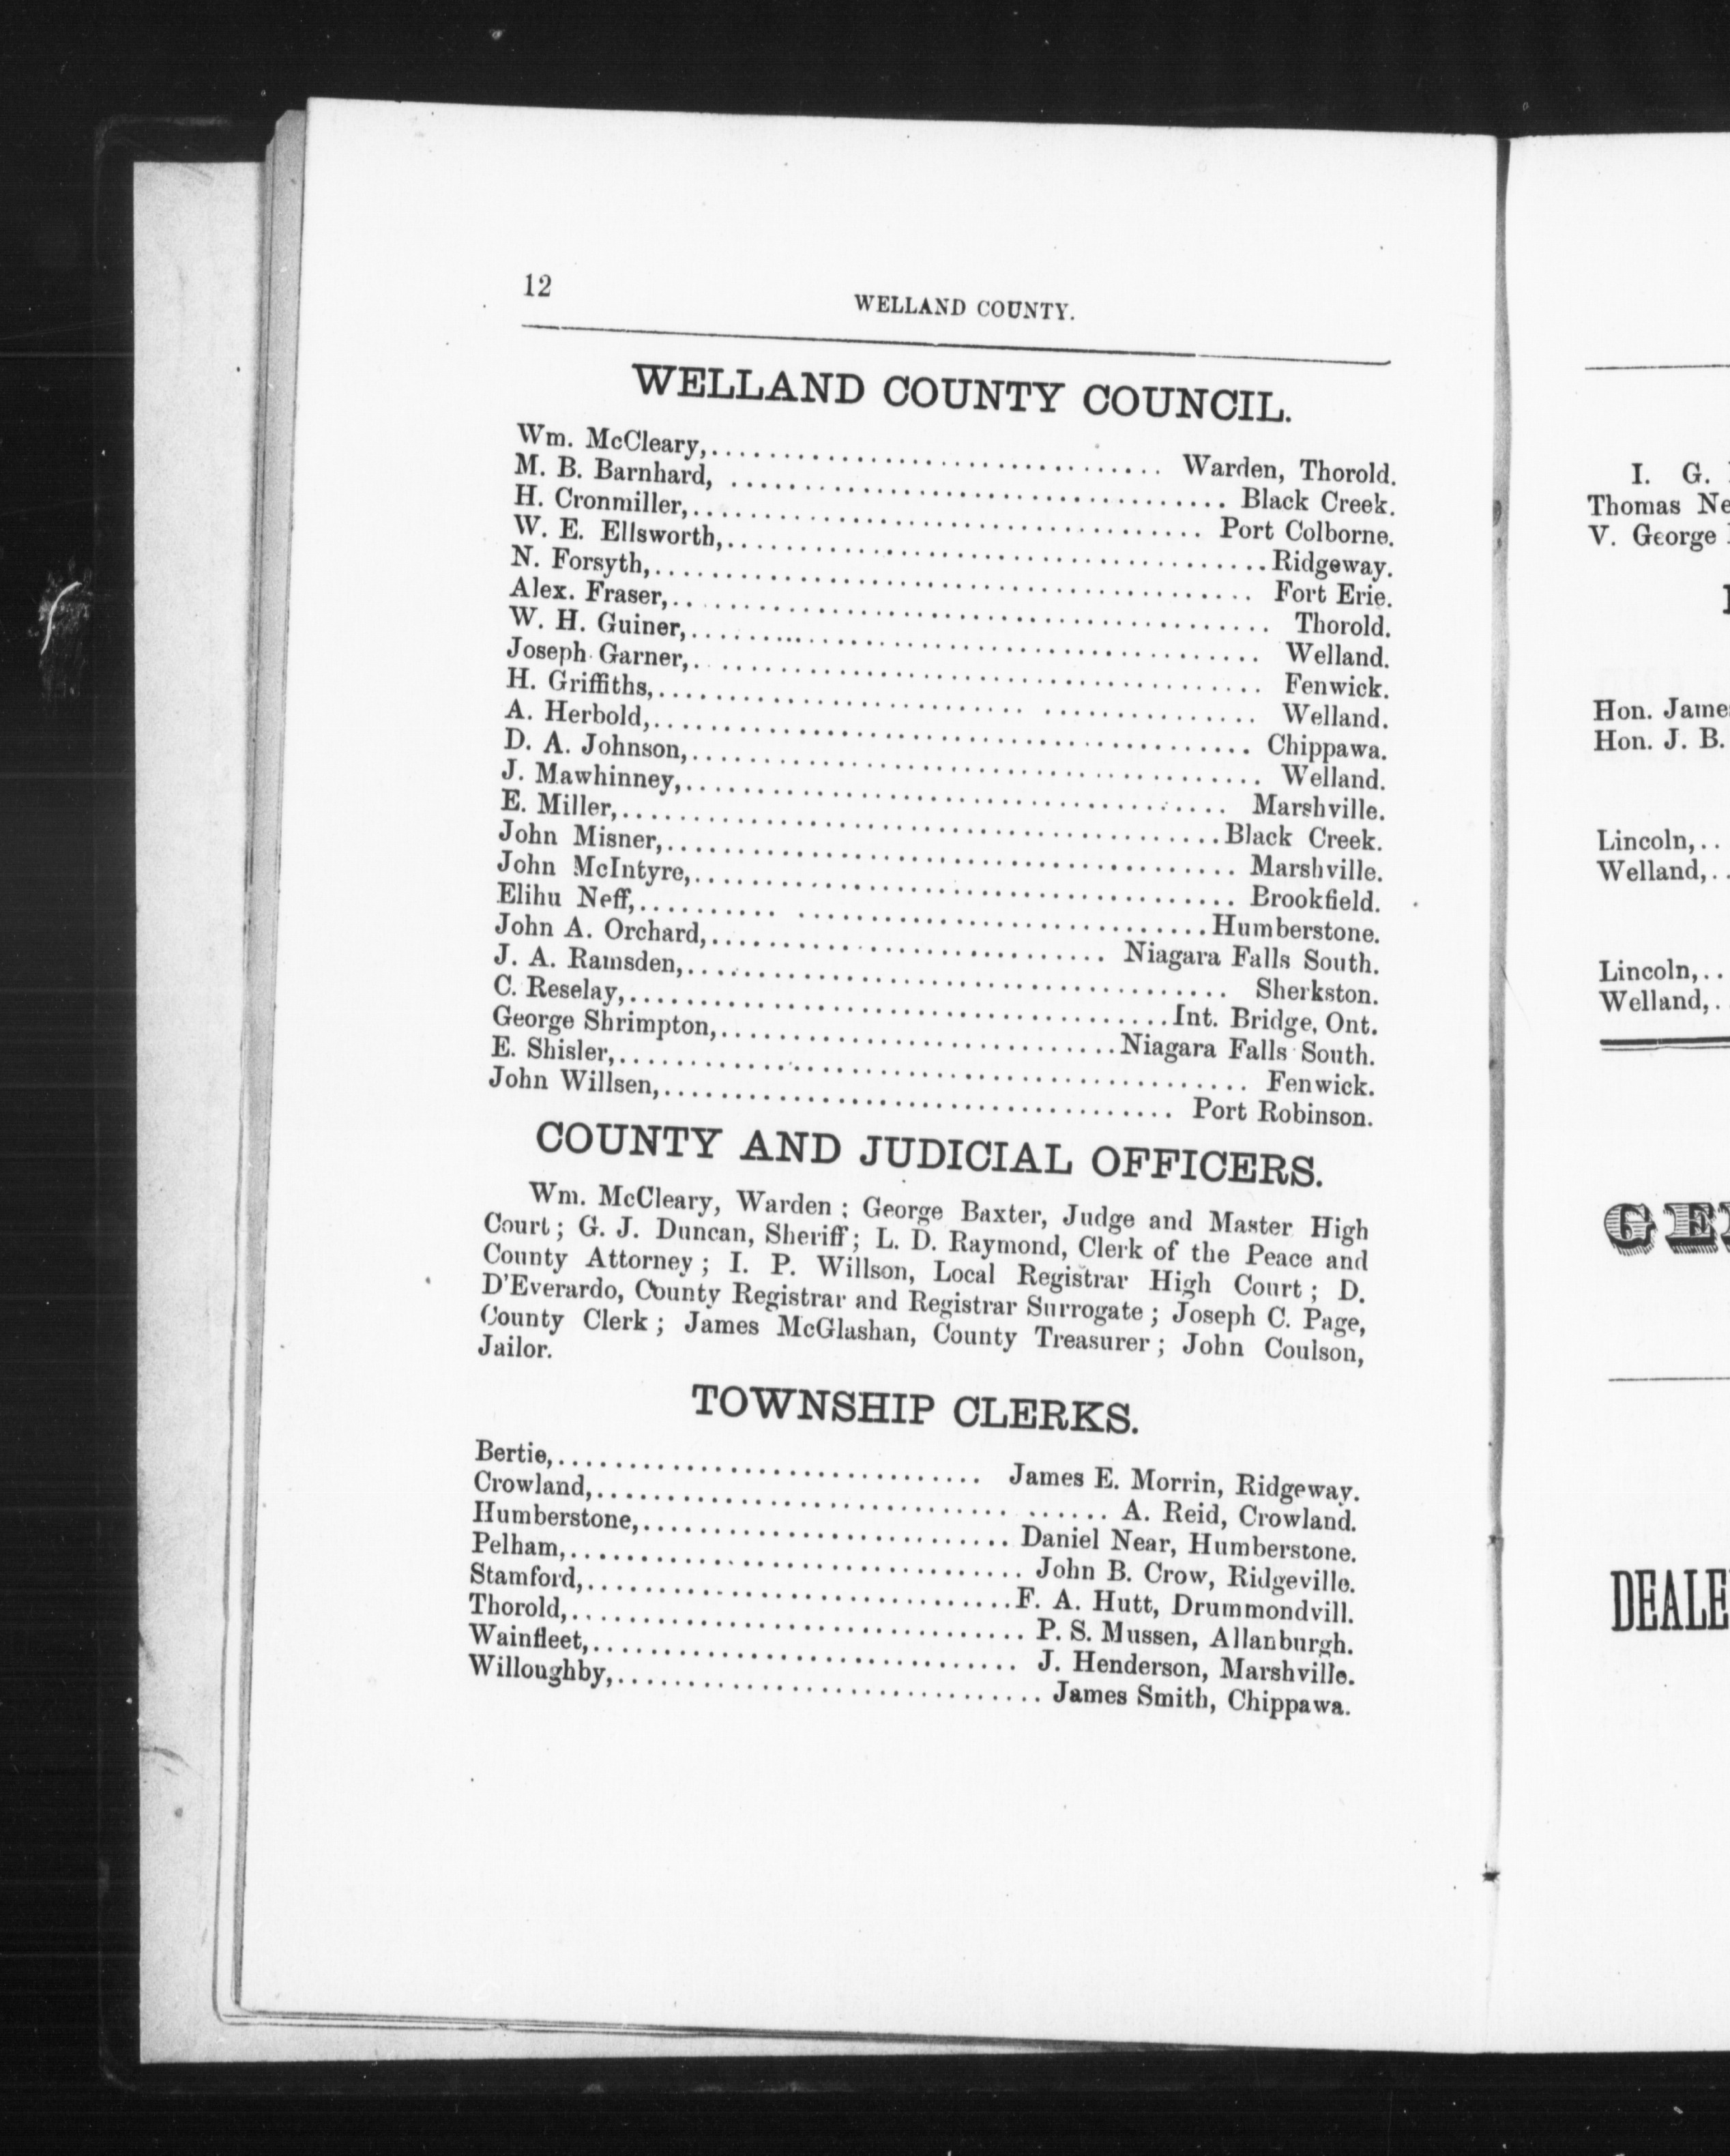 12
WELLAND COUNTY.
WELLAND COUNTY COUNCIL.
Wm. McCleary,.............................. Warden, Thorold.
M. B. Barnhard, .................................. Black Creek.
H. Cronmiller,.................................. Port Colborne.
W. E. Ellsworth,.....................................Ridgeway.
N. Forsyth,......................................... Fort Erie.
Alex. Fraser,......................................... Thorold.
W. H. Guiner,....................................... Welland.
Joseph Garner,....................................... Fenwick.
H. Griffiths,......................................... Welland.
A. Herbold,......................................... Chippawa.
D. A. Johnson,....................................... Welland.
J. Mawhinney,..................................... Marshville.
E. Miller,.........................................Black Creek.
John Misner,....................................... Marshville.
John McIntyre,..................................... Brookfield.
Elihu Neff,.......................................Humberstone.
John A. Orchard,........................... Niagara Falls South.
J. A. Ramsden,..................................... Sherkston.
C. Reselay,.....................................Int. Bridge, Ont.
George Shrimpton,...........................Niagara Falls South.
E. Shisler,........................................... Fenwick.
John Willsen,................................... Port Robinson.
COUNTY AND JUDICIAL OFFICERS.
Wm. McCleary, Warden ; George Baxter, Judge and Master High
Court ; G. J. Duncan, Sheriff ; L. D. Raymond, Clerk of the Peace and
County Attorney ; I. P. Willson, Local Registrar High Court ; D.
D'Everardo, County Registrar and Registrar Surrogate ; Joseph C. Page,
County Clerk ; James McGlashan, County Treasurer ; John Coulson,
Jailor.
TOWNSHIP CLERKS.
Bertie,.............................. James E. Morrin, Ridgeway.
Crowland,................................... A. Reid, Crowland.
Humberstone,.......................... Daniel Near, Humberstone.
Pelham,................................ John B. Crow, Ridgeville.
Stamford,..............................F. A. Hutt, Drummondvill.
Thorold,................................ P. S. Mussen, Allanburgh.
Wainfleet,.............................. J. Henderson, Marshville.
Willoughby,.............................. James Smith, Chippawa.
I. G.
Thomas Ne
V. George
Hon. James
Hon. J. B.
Lincoln,..
Welland,..
Lincoln,..
Welland,.
GE
DEALE